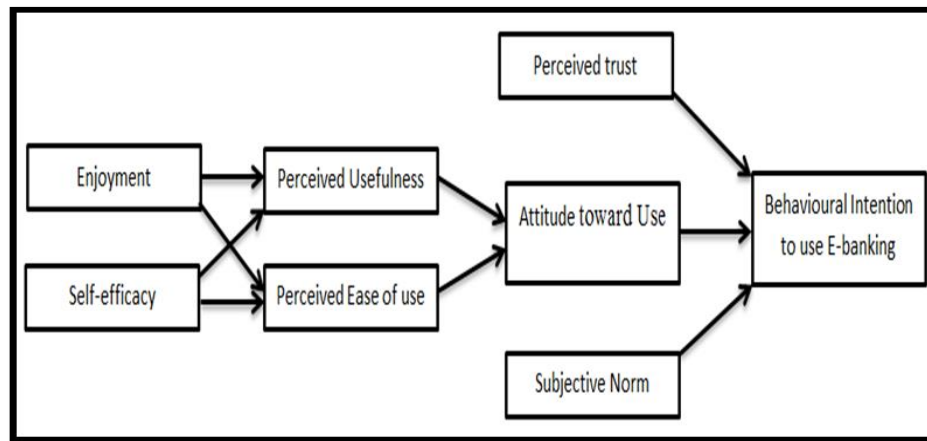 Perceived trust
Enjoyment
Perceived Usefulness
Attitude toward Use
Behavioural Intention
to use E-banking
Self-efficacy
Perceived Ease of use
Subjective Norm